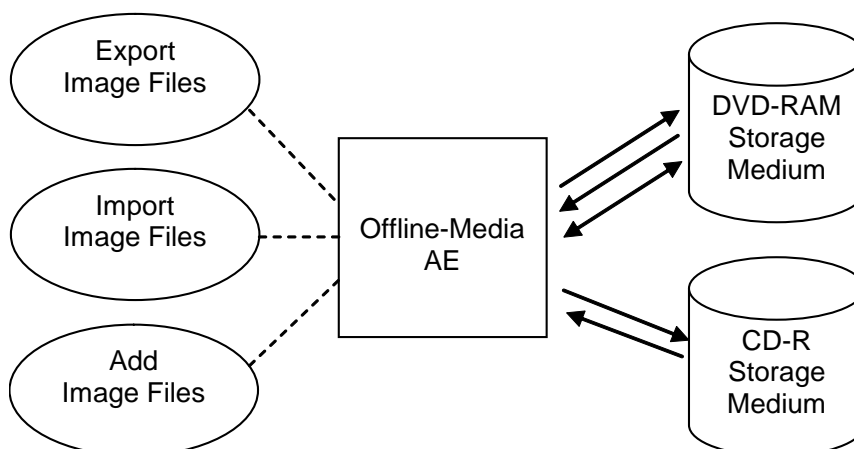 Export
Image Files
Import
Image Files
Add
Image Files
Offline-Media
AE
DVD-RAM
Storage
Medium
CD-R
Storage
Medium